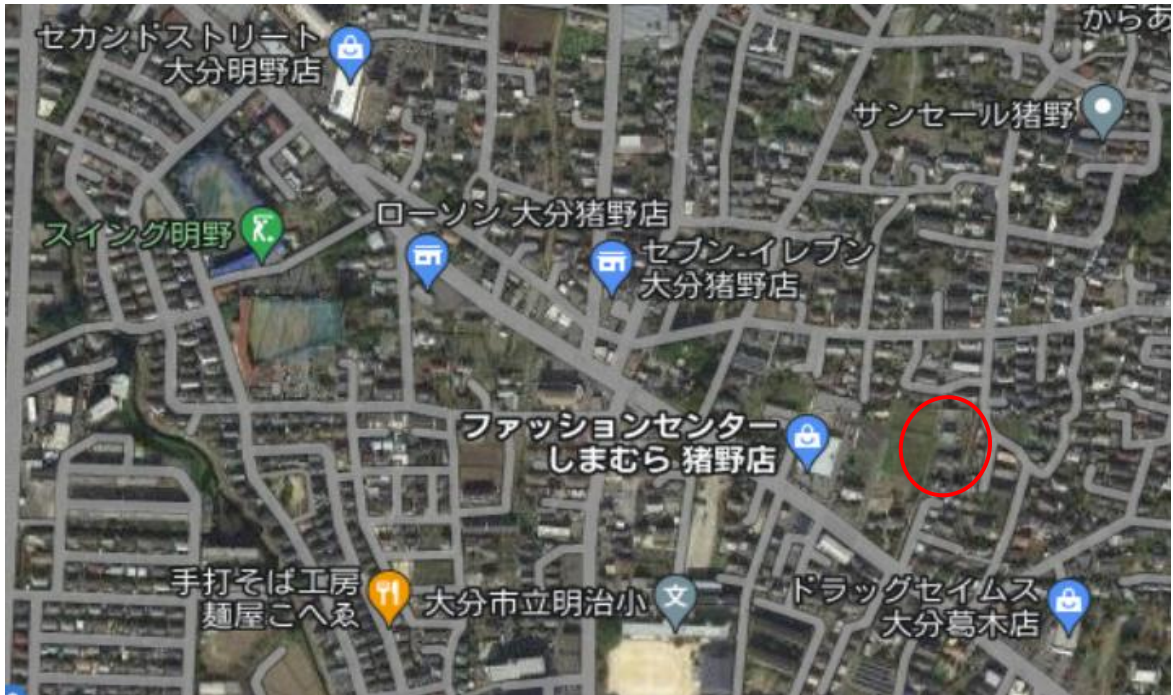 からあ
セカンドストリート
大分明野店
サンセール猪野
ローソン 大分猪野店
スイング明野
セブン-イレブン
大分猪野店
ファッションセンター
しまむら 猪野店
手打そば工房
麺屋こへゑ
大分市立明治小
文
ドラッグセイムス
大分葛木店